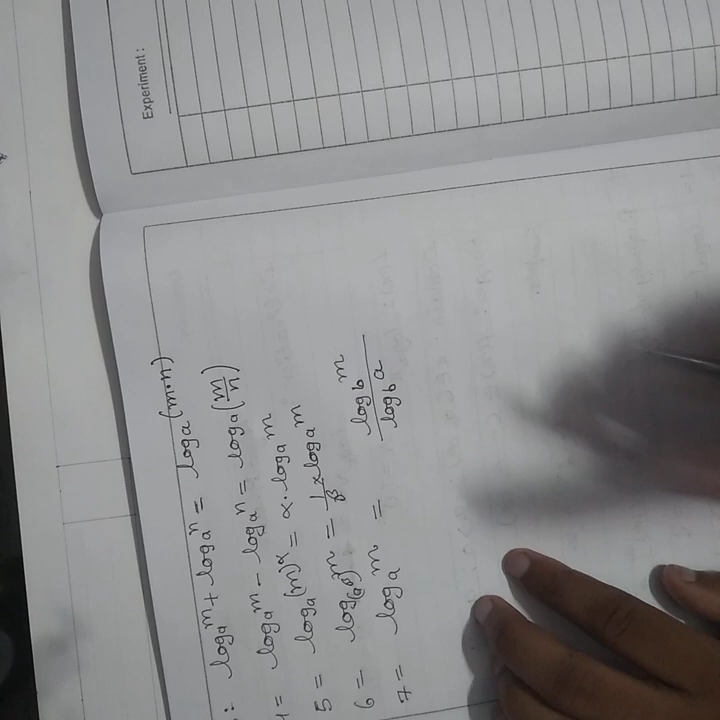 Experiment :
: logₐm + logₐn = logₐ(m·n)
= logₐm − logₐn = logₐ(m/n)
5 = logₐ(m)^α = α· logₐm
6 = log₍ₐβ₎m = 1/β × logₐm
7 = logₐm = log_b m / log_b a